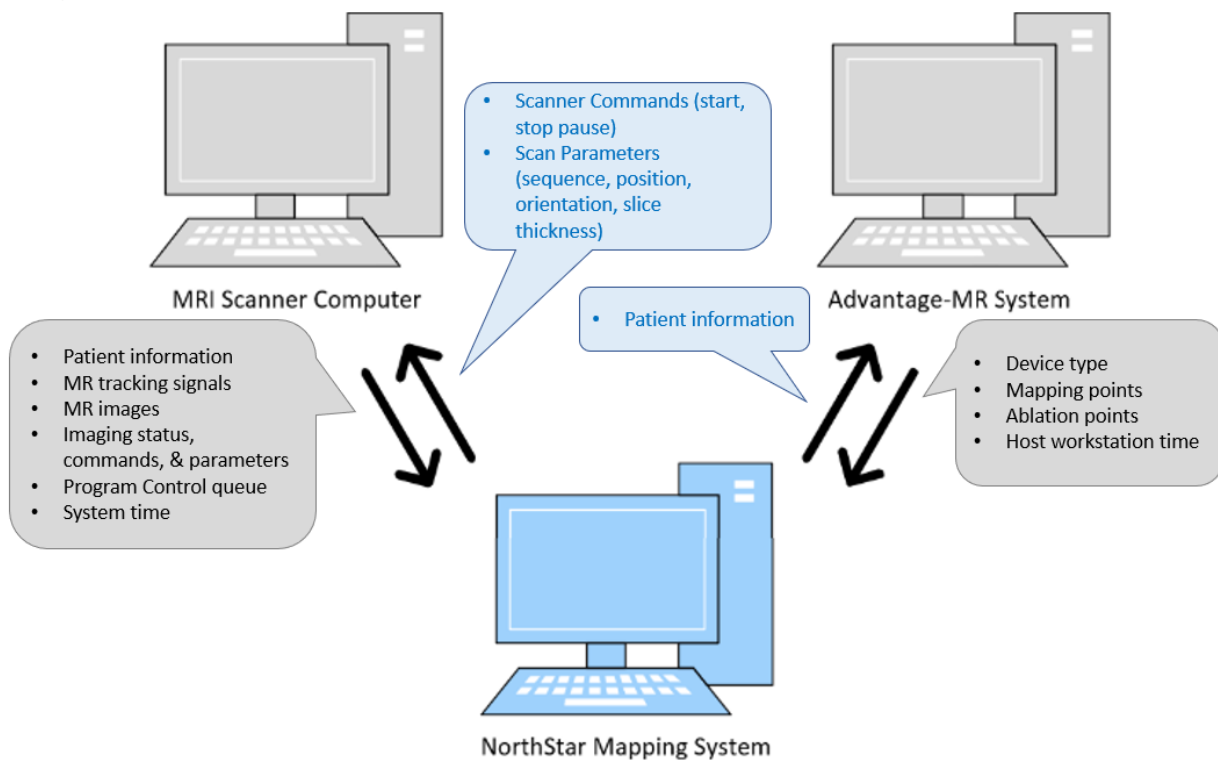 • Scanner Commands (start,
stop pause)
• Scan Parameters
(sequence, position,
orientation, slice
thickness)
MRI Scanner Computer
Advantage-MR System
• Patient information
• Patient information
• MR tracking signals
• MR images
• Imaging status,
commands, & parameters
• Program Control queue
• System time
• Device type
• Mapping points
• Ablation points
• Host workstation time
NorthStar Mapping System